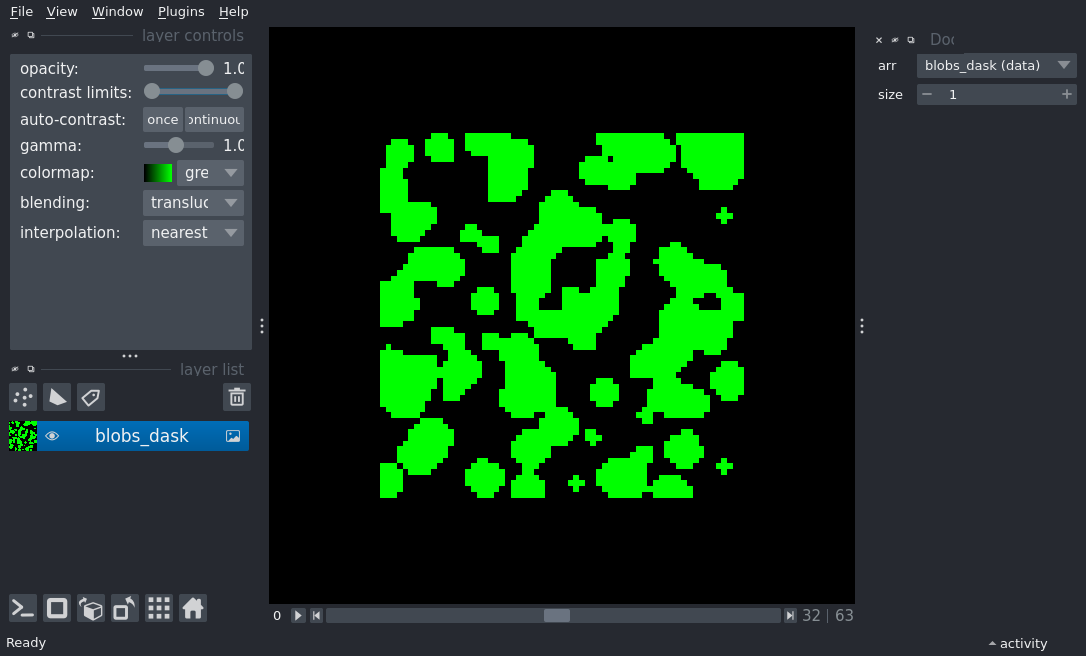 File View Window Plugins Help
layer controls
opacity: 1.0
contrast limits:
auto-contrast: once ontinuou
gamma: 1.0
colormap: gre
blending: transluc
interpolation: nearest
layer list
blobs_dask
Ready
0 32 | 63
Doc
arr blobs_dask (data)
size 1
activity